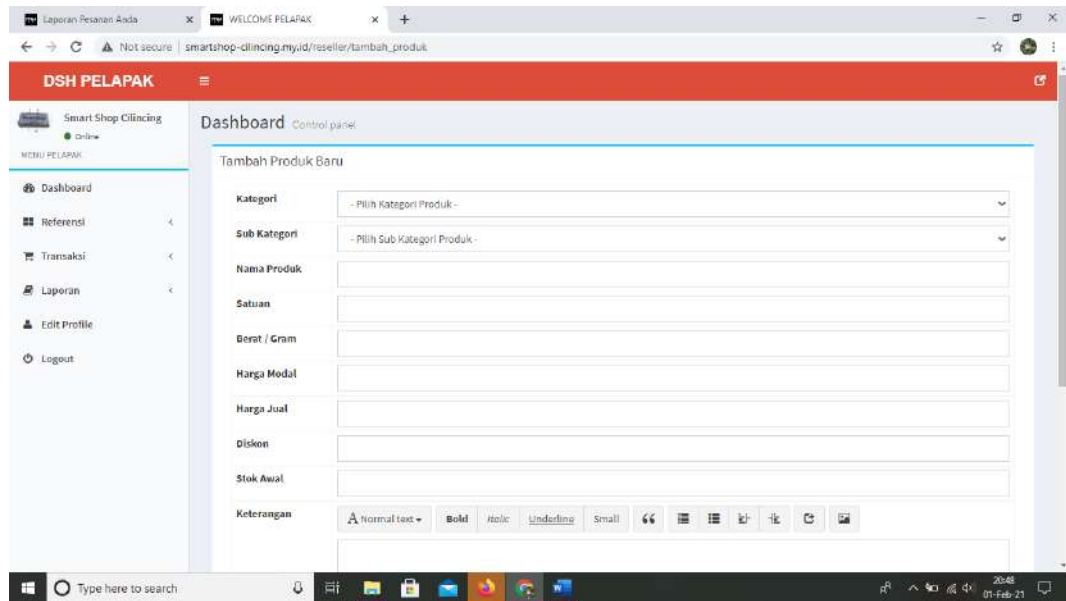 Laporan Pesanan Anda
WELCOME PELAPAK
Not secure smartshop-cilincing.my.id/reseller/tambah_produk
DSH PELAPAK
Smart Shop Cilincing
Online
MENU PELAPAK
Dashboard
Referensi
Transaksi
Laporan
Edit Profile
Logout
Dashboard Control panel
Tambah Produk Baru
Kategori
- Pilih Kategori Produk -
Sub Kategori
- Pilih Sub Kategori Produk -
Nama Produk
Satuan
Berat / Gram
Harga Modal
Harga Jual
Diskon
Stok Awal
Keterangan
A Normal text Bold Italic Underline Small
Type here to search
20:48
01-Feb-21